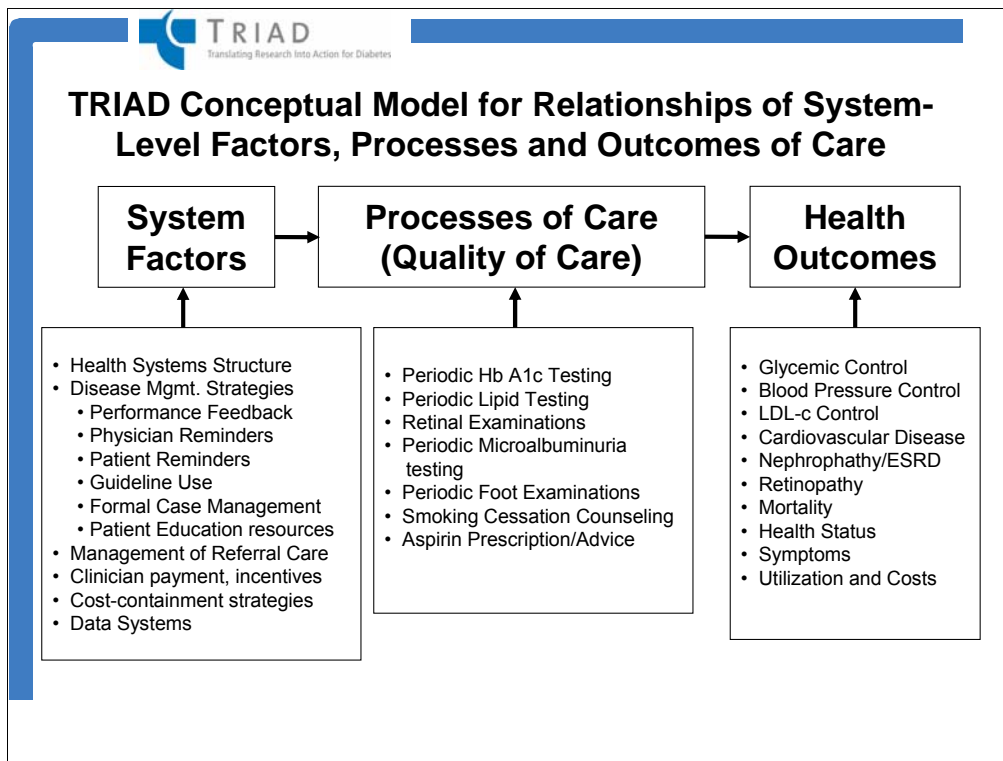 TRIAD
Translating Research Into Action for Diabetes
TRIAD Conceptual Model for Relationships of System-
Level Factors, Processes and Outcomes of Care
System
Factors
Processes of Care
(Quality of Care)
Health
Outcomes
• Health Systems Structure
• Disease Mgmt. Strategies
• Performance Feedback
• Physician Reminders
• Patient Reminders
• Guideline Use
• Formal Case Management
• Patient Education resources
• Management of Referral Care
• Clinician payment, incentives
• Cost-containment strategies
• Data Systems
• Periodic Hb A1c Testing
• Periodic Lipid Testing
• Retinal Examinations
• Periodic Microalbuminuria
testing
• Periodic Foot Examinations
• Smoking Cessation Counseling
• Aspirin Prescription/Advice
• Glycemic Control
• Blood Pressure Control
• LDL-c Control
• Cardiovascular Disease
• Nephrophathy/ESRD
• Retinopathy
• Mortality
• Health Status
• Symptoms
• Utilization and Costs